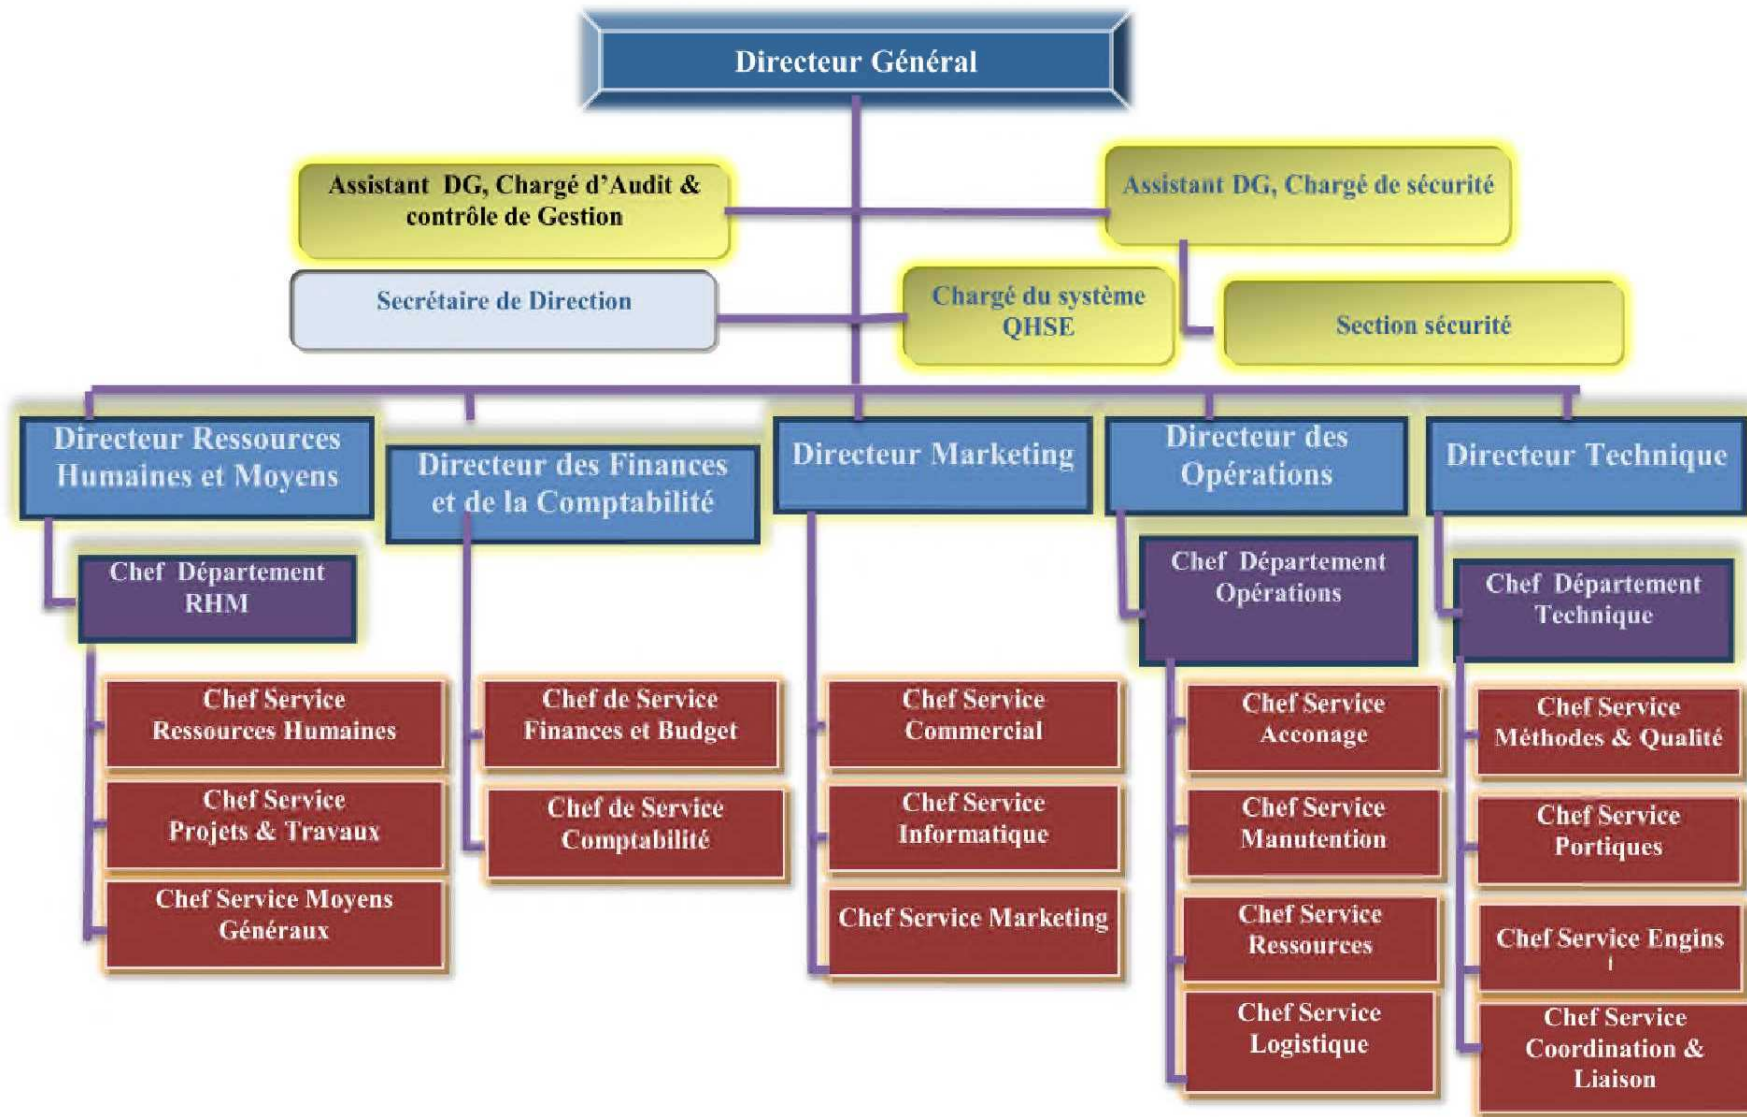 Directeur Général
Assistant DG, Chargé d'Audit &
contrôle de Gestion
Assistant DG, Chargé de sécurité
Secrétaire de Direction
Chargé du système
QHSE
Section sécurité
Directeur Ressources
Humaines et Moyens
Directeur des Finances
et de la Comptabilité
Directeur Marketing
Directeur des
Opérations
Directeur Technique
Chef Département
RHM
Chef Département
Opérations
Chef Département
Technique
Chef Service
Ressources Humaines
Chef Service
Projets & Travaux
Chef Service Moyens
Généraux
Chef de Service
Finances et Budget
Chef de Service
Comptabilité
Chef Service
Commercial
Chef Service
Informatique
Chef Service Marketing
Chef Service
Acconage
Chef Service
Manutention
Chef Service
Ressources
Chef Service
Logistique
Chef Service
Méthodes & Qualité
Chef Service
Portiques
Chef Service Engins
Chef Service
Coordination &
Liaison